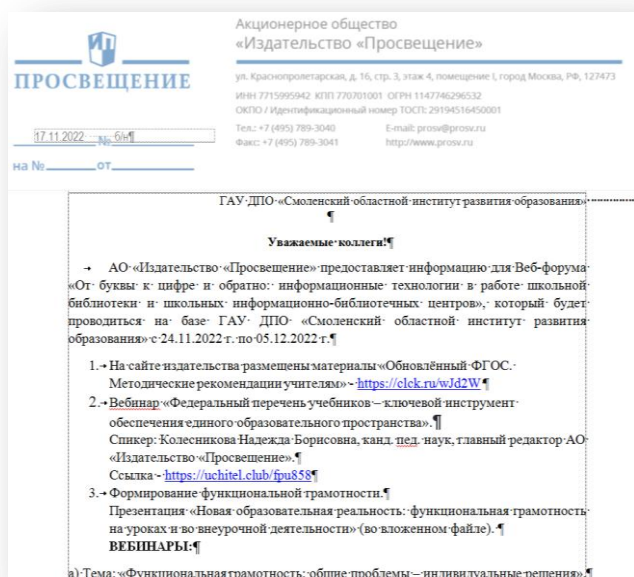 Акционерное общество
«Издательство «Просвещение»
ПРОСВЕЩЕНИЕ
ул. Краснопролетарская, д. 16, стр. 3, этаж 4, помещение I, город Москва, РФ, 127473
ИНН 7715995942 КПП 770701001 ОГРН 1147746296532
ОКПО / Идентификационный номер ТОСП: 29194516450001
Тел.: +7 (495) 789-3040 E-mail: prosv@prosv.ru
Факс: +7 (495) 789-3041 http://www.prosv.ru
17.11.2022 № б/н
на № от
ГАУ ДПО «Смоленский областной институт развития образования»
Уважаемые коллеги!
АО «Издательство «Просвещение» предоставляет информацию для Веб-форума
«От буквы к цифре и обратно: информационные технологии в работе школьной
библиотеки и школьных информационно-библиотечных центров», который будет
проводиться на базе ГАУ ДПО «Смоленский областной институт развития
образования» с 24.11.2022 г. по 05.12.2022 г.
1. На сайте издательства размещены материалы «Обновлённый ФГОС.
Методические рекомендации учителям» - https://clck.ru/wJd2W
2. Вебинар «Федеральный перечень учебников – ключевой инструмент
обеспечения единого образовательного пространства».
Спикер: Колесникова Надежда Борисовна, канд. пед. наук, главный редактор АО
«Издательство «Просвещение».
Ссылка - https://uchitel.club/fpu858
3. Формирование функциональной грамотности.
Презентация «Новая образовательная реальность: функциональная грамотность
на уроках и во внеурочной деятельности» (во вложенном файле).
ВЕБИНАРЫ:
а) Тема: «Функциональная грамотность: общие проблемы – индивидуальные решения».